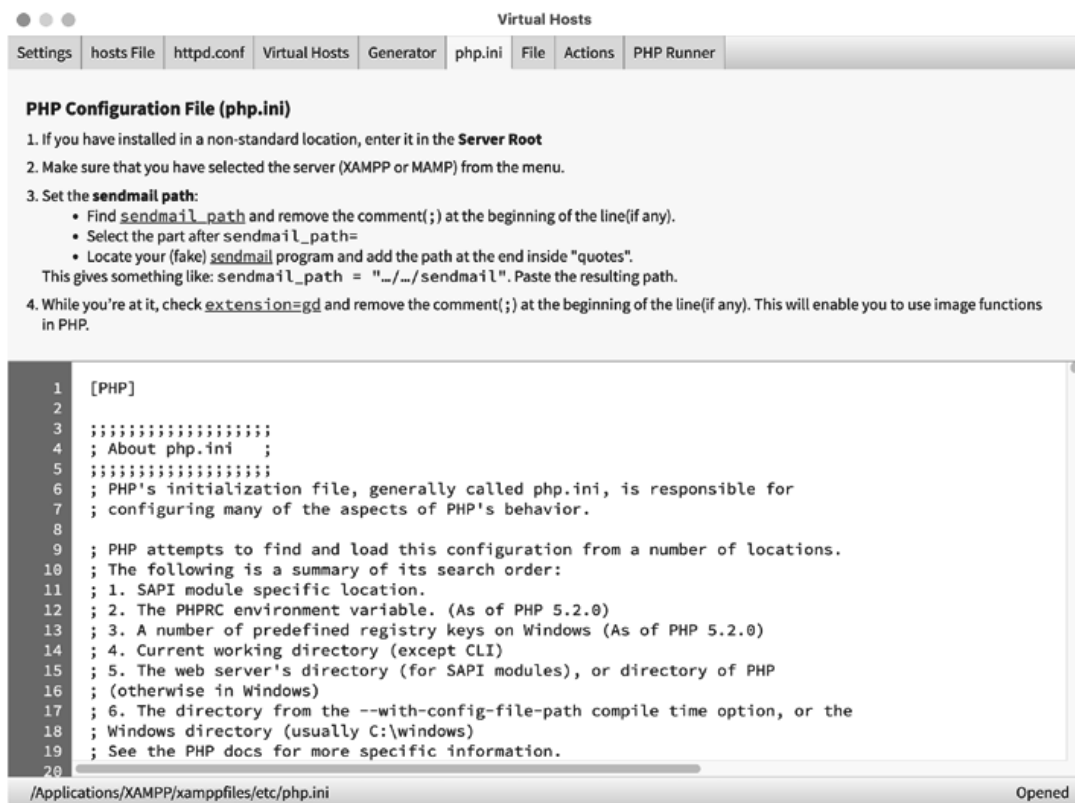 Virtual Hosts
Settings hosts File httpd.conf Virtual Hosts Generator php.ini File Actions PHP Runner
PHP Configuration File (php.ini)
1. If you have installed in a non-standard location, enter it in the Server Root
2. Make sure that you have selected the server (XAMPP or MAMP) from the menu.
3. Set the sendmail path:
• Find sendmail_path and remove the comment(;) at the beginning of the line(if any).
• Select the part after sendmail_path=
• Locate your (fake) sendmail program and add the path at the end inside "quotes".
This gives something like: sendmail_path = "…/…/sendmail". Paste the resulting path.
4. While you're at it, check extension=gd and remove the comment(;) at the beginning of the line(if any). This will enable you to use image functions
in PHP.
1 [PHP]
2
3 ;;;;;;;;;;;;;;;;;;;
4 ; About php.ini   ;
5 ;;;;;;;;;;;;;;;;;;;
6 ; PHP's initialization file, generally called php.ini, is responsible for
7 ; configuring many of the aspects of PHP's behavior.
8
9 ; PHP attempts to find and load this configuration from a number of locations.
10 ; The following is a summary of its search order:
11 ; 1. SAPI module specific location.
12 ; 2. The PHPRC environment variable. (As of PHP 5.2.0)
13 ; 3. A number of predefined registry keys on Windows (As of PHP 5.2.0)
14 ; 4. Current working directory (except CLI)
15 ; 5. The web server's directory (for SAPI modules), or directory of PHP
16 ; (otherwise in Windows)
17 ; 6. The directory from the --with-config-file-path compile time option, or the
18 ; Windows directory (usually C:\windows)
19 ; See the PHP docs for more specific information.
20
/Applications/XAMPP/xamppfiles/etc/php.ini Opened